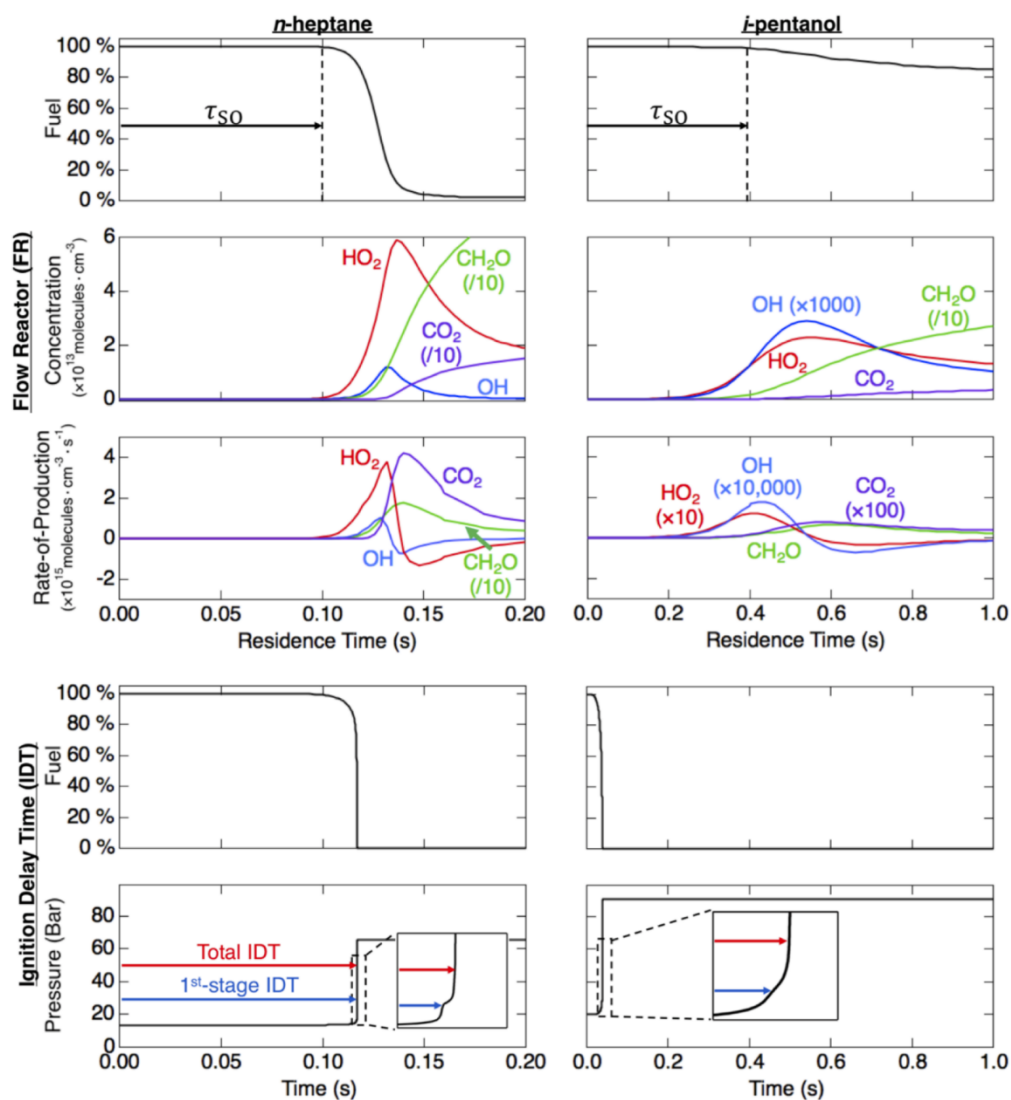 n-heptane
i-pentanol
Flow Reactor (FR)
Fuel
100 %
80 %
60 %
40 %
20 %
0 %
τSO
τSO
Concentration
(×10¹³molecules · cm⁻³)
6
4
2
0
HO₂
CH₂O
(/10)
CO₂
(/10)
OH
OH (×1000)
CH₂O
(/10)
HO₂
CO₂
Rate-of-Production
(×10¹⁵molecules · cm⁻³ · s⁻¹)
4
2
0
-2
HO₂
CO₂
OH
CH₂O
(/10)
OH
(×10,000)
HO₂
(×10)
CO₂
(×100)
CH₂O
0.00 0.05 0.10 0.15 0.20
Residence Time (s)
0.0 0.2 0.4 0.6 0.8 1.0
Residence Time (s)
Ignition Delay Time (IDT)
Fuel
100 %
80 %
60 %
40 %
20 %
0 %
Pressure (Bar)
80
60
40
20
0
Total IDT
1st-stage IDT
0.00 0.05 0.10 0.15 0.20
Time (s)
0.0 0.2 0.4 0.6 0.8 1.0
Time (s)